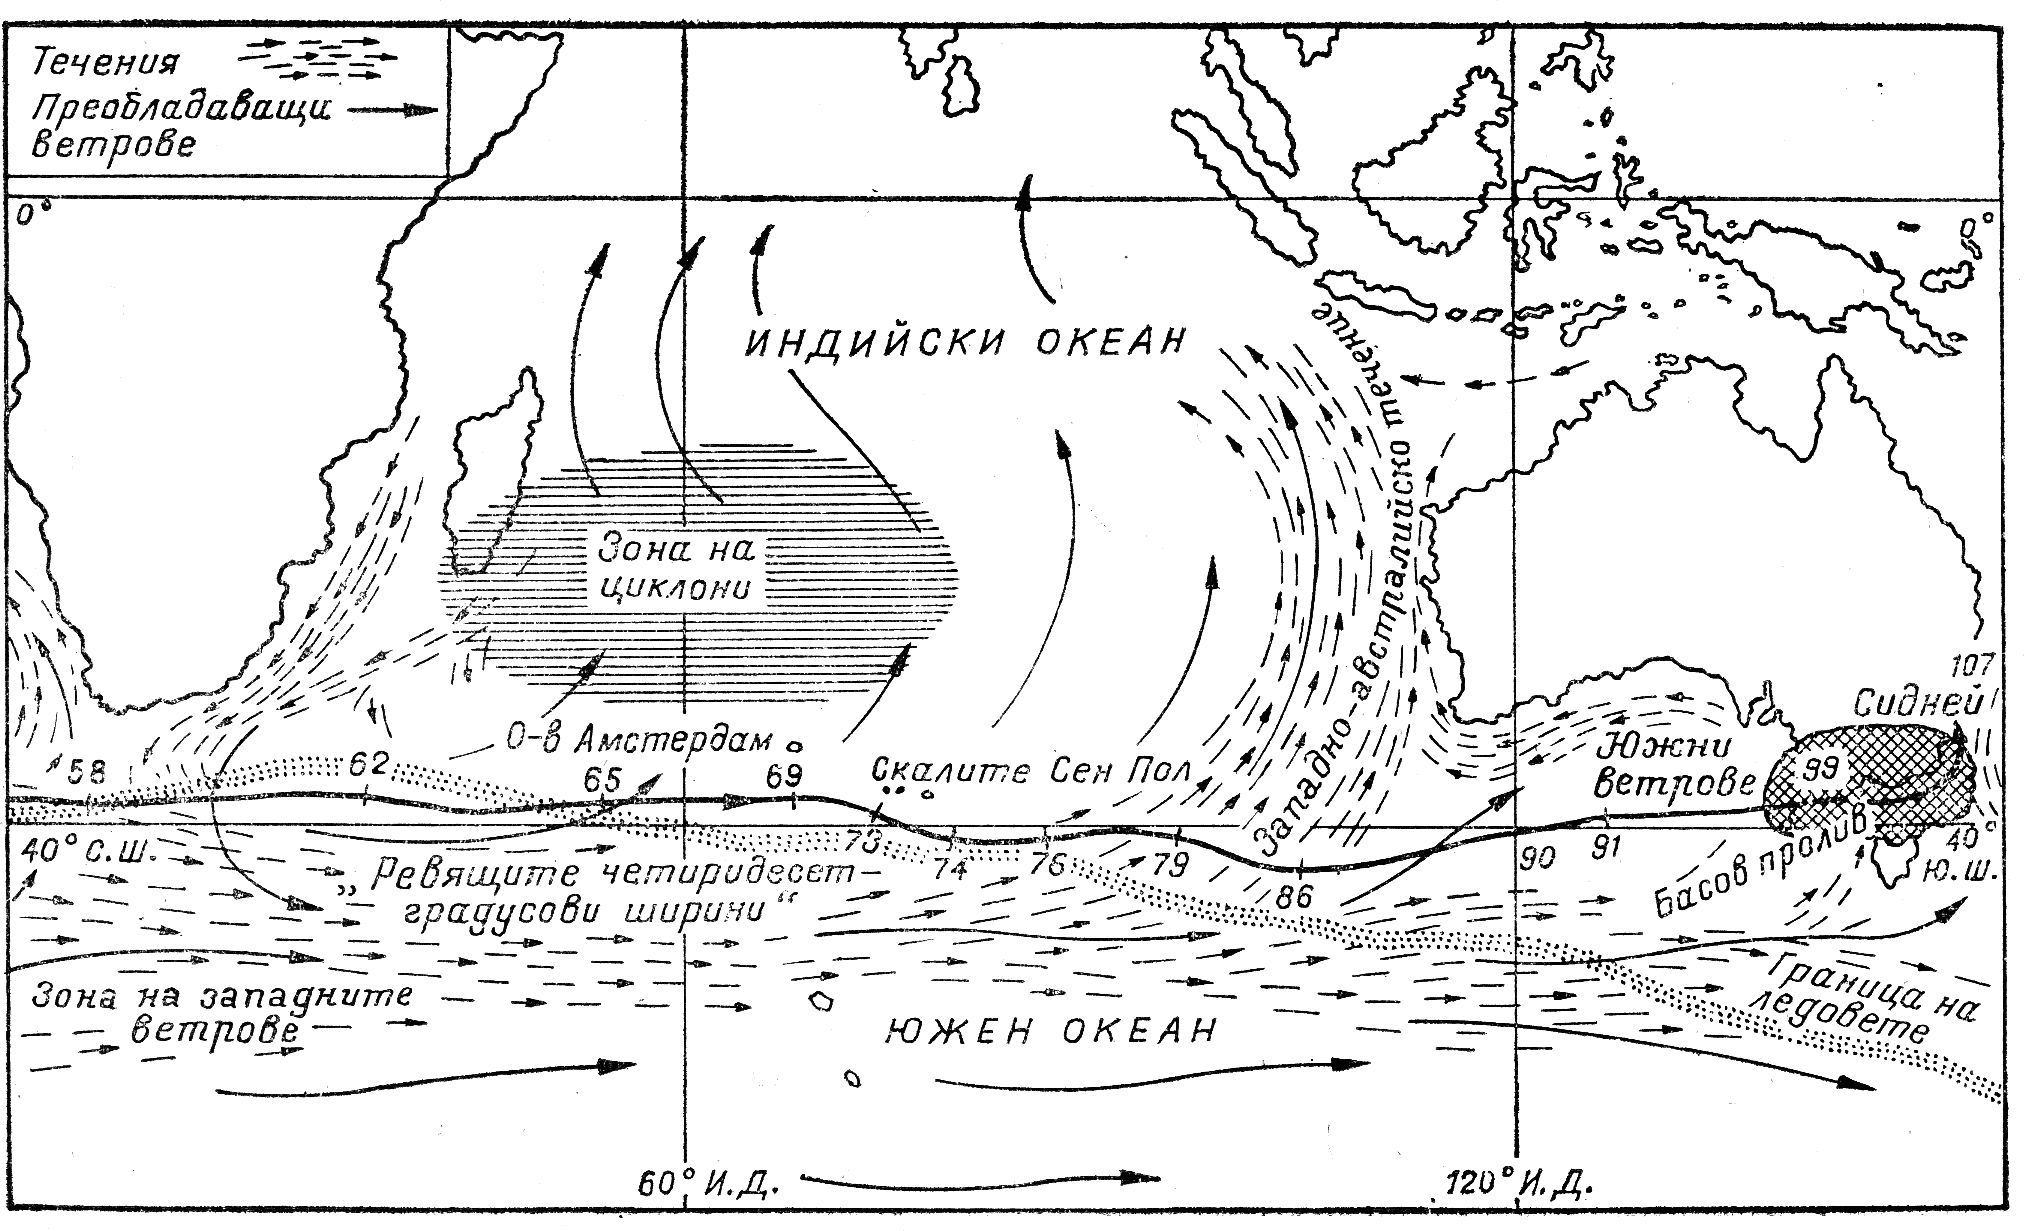 Течения
Преобладаващи
ветрове
0°
0°
ИНДИЙСКИ ОКЕАН
Западно-австралийско течение
Зона на
циклони
107
Сидней
О-в Амстердам
Южни
ветрове
99
58
62
65
69
Скалите Сен Пол
73
74
76
79
86
90
91
Басов пролив
40° с.ш.
40°
Ю.Ш.
„Ревящите четиридесет-
градусови ширини“
Зона на западните
ветрове
Граница на
ледовете
ЮЖЕН ОКЕАН
60° И.Д.
120° И.Д.